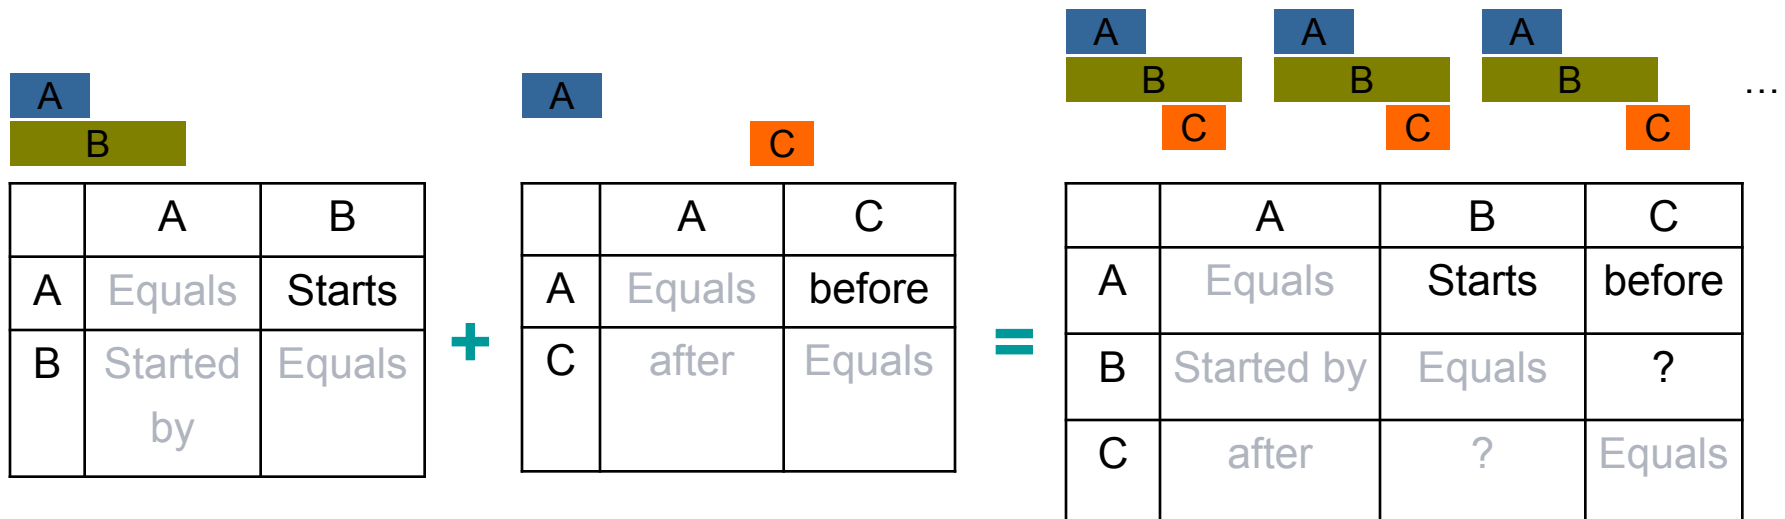 A
B
A B
A Equals Starts
B Started by Equals
+
A
C
A C
A Equals before
C after Equals
=
A A A
B B B …
C C C
A B C
A Equals Starts before
B Started by Equals ?
C after ? Equals